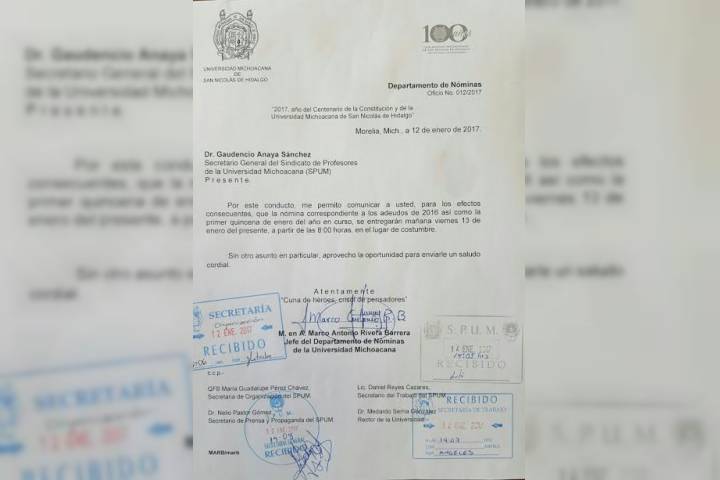 UNIVERSIDAD MICHOACANA
DE
SAN NICOLÁS DE HIDALGO
100 años
Departamento de Nóminas
Oficio No. 012/2017
"2017, año del Centenario de la Constitución y de la
Universidad Michoacana de San Nicolás de Hidalgo"
Morelia, Mich., a 12 de enero de 2017.
Dr. Gaudencio Anaya Sánchez
Secretario General del Sindicato de Profesores
de la Universidad Michoacana (SPUM)
P r e s e n t e.
Por este conducto, me permito comunicar a usted, para los efectos
consecuentes, que la nómina correspondiente a los adeudos de 2016 así como la
primer quincena de enero del año en curso, se entregarán mañana viernes 13 de
enero del presente, a partir de las 8:00 horas, en el lugar de costumbre.
Sin otro asunto en particular, aprovecho la oportunidad para enviarle un saludo
cordial.
A t e n t a m e n t e
"Cuna de héroes, crisol de pensadores"
M. en A. Marco Antonio Rivera Barrera
Jefe del Departamento de Nóminas
de la Universidad Michoacana
SECRETARÍA
12 ENE. 2017
RECIBIDO
S.P.U.M.
12 ENE. 2017
RECIBIDO
c.c.p.-
QFB María Guadalupe Pérez Chávez,
Secretaria de Organización del SPUM.
Lic. Daniel Reyes Cazares,
Secretario del Trabajo del SPUM.
Dr. Nelio Pastor Gómez,
Secretario de Prensa y Propaganda del SPUM.
Dr. Medardo Serna González,
Rector de la Universidad
RECIBIDO
SECRETARIA DE TRABAJO
12 ENE. 2017
ANGELES
RECIBIDO
MARB/mark